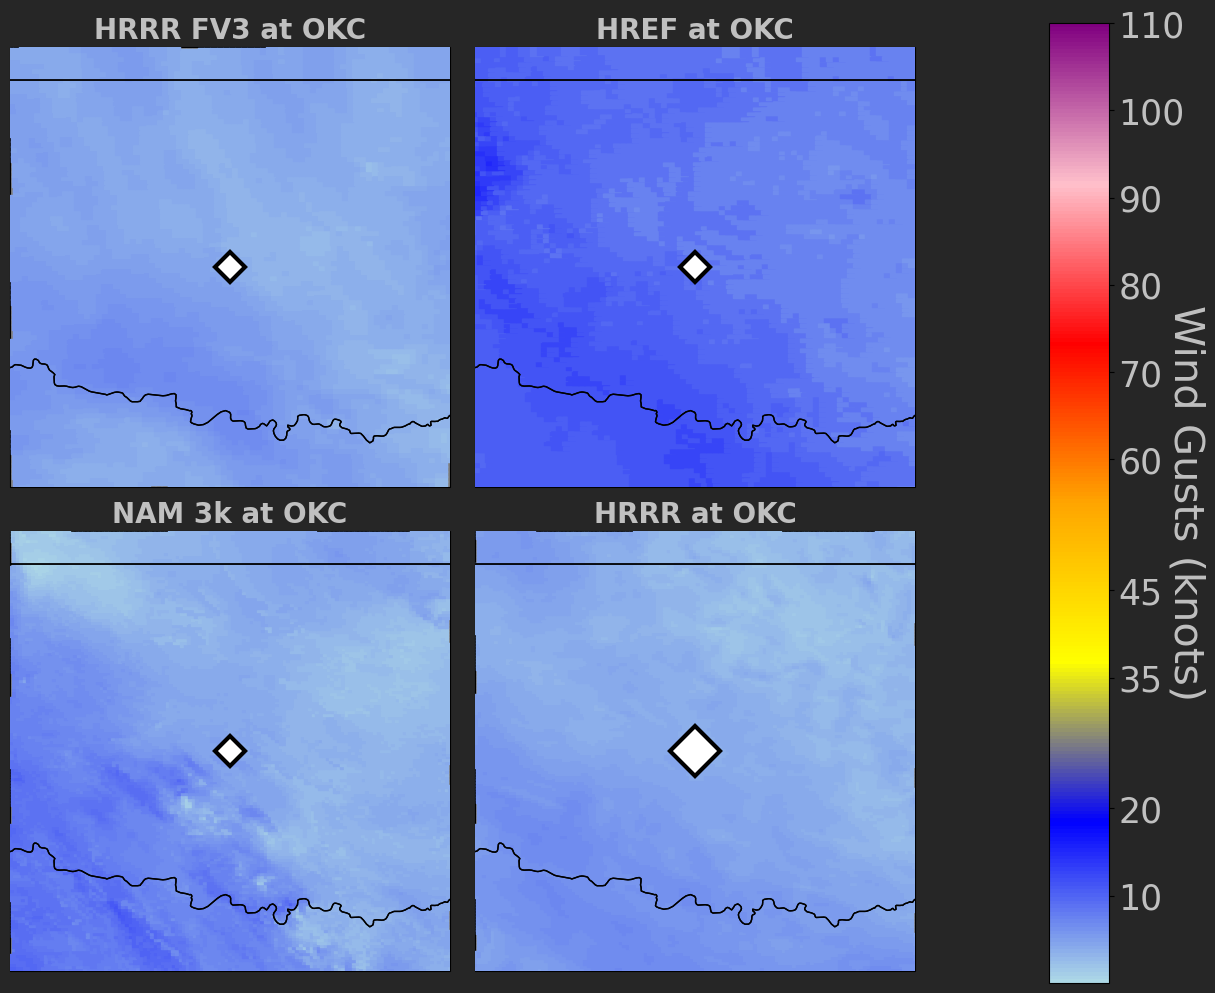 HRRR FV3 at OKC
HREF at OKC
NAM 3k at OKC
HRRR at OKC
110
100
90
80
70
60
45
35
20
10
Wind Gusts (knots)